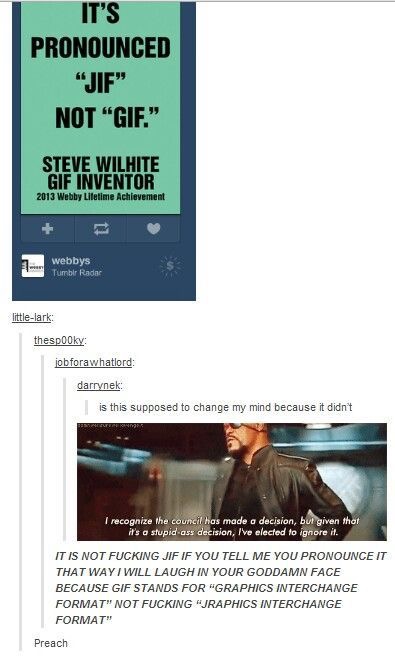 IT'S
PRONOUNCED
“JIF”
NOT “GIF.”
STEVE WILHITE
GIF INVENTOR
2013 Webby Lifetime Achievement
webbys
Tumblr Radar
$
little-lark:
thesp00ky:
jobforawhatlord:
darrynek:
is this supposed to change my mind because it didn't
I recognize the council has made a decision, but given that
it's a stupid-ass decision, I've elected to ignore it.
IT IS NOT FUCKING JIF IF YOU TELL ME YOU PRONOUNCE IT
THAT WAY I WILL LAUGH IN YOUR GODDAMN FACE
BECAUSE GIF STANDS FOR “GRAPHICS INTERCHANGE
FORMAT” NOT FUCKING “JRAPHICS INTERCHANGE
FORMAT”
Preach